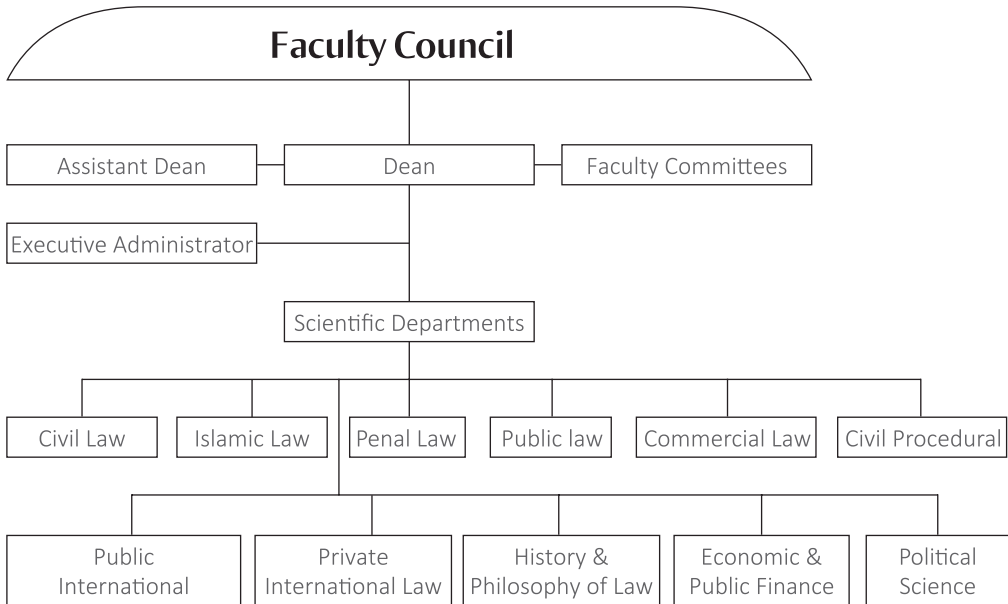 Faculty Council
Assistant Dean
Dean
Faculty Committees
Executive Administrator
Scientific Departments
Civil Law
Islamic Law
Penal Law
Public law
Commercial Law
Civil Procedural
Public
International
Private
International Law
History &
Philosophy of Law
Economic &
Public Finance
Political
Science